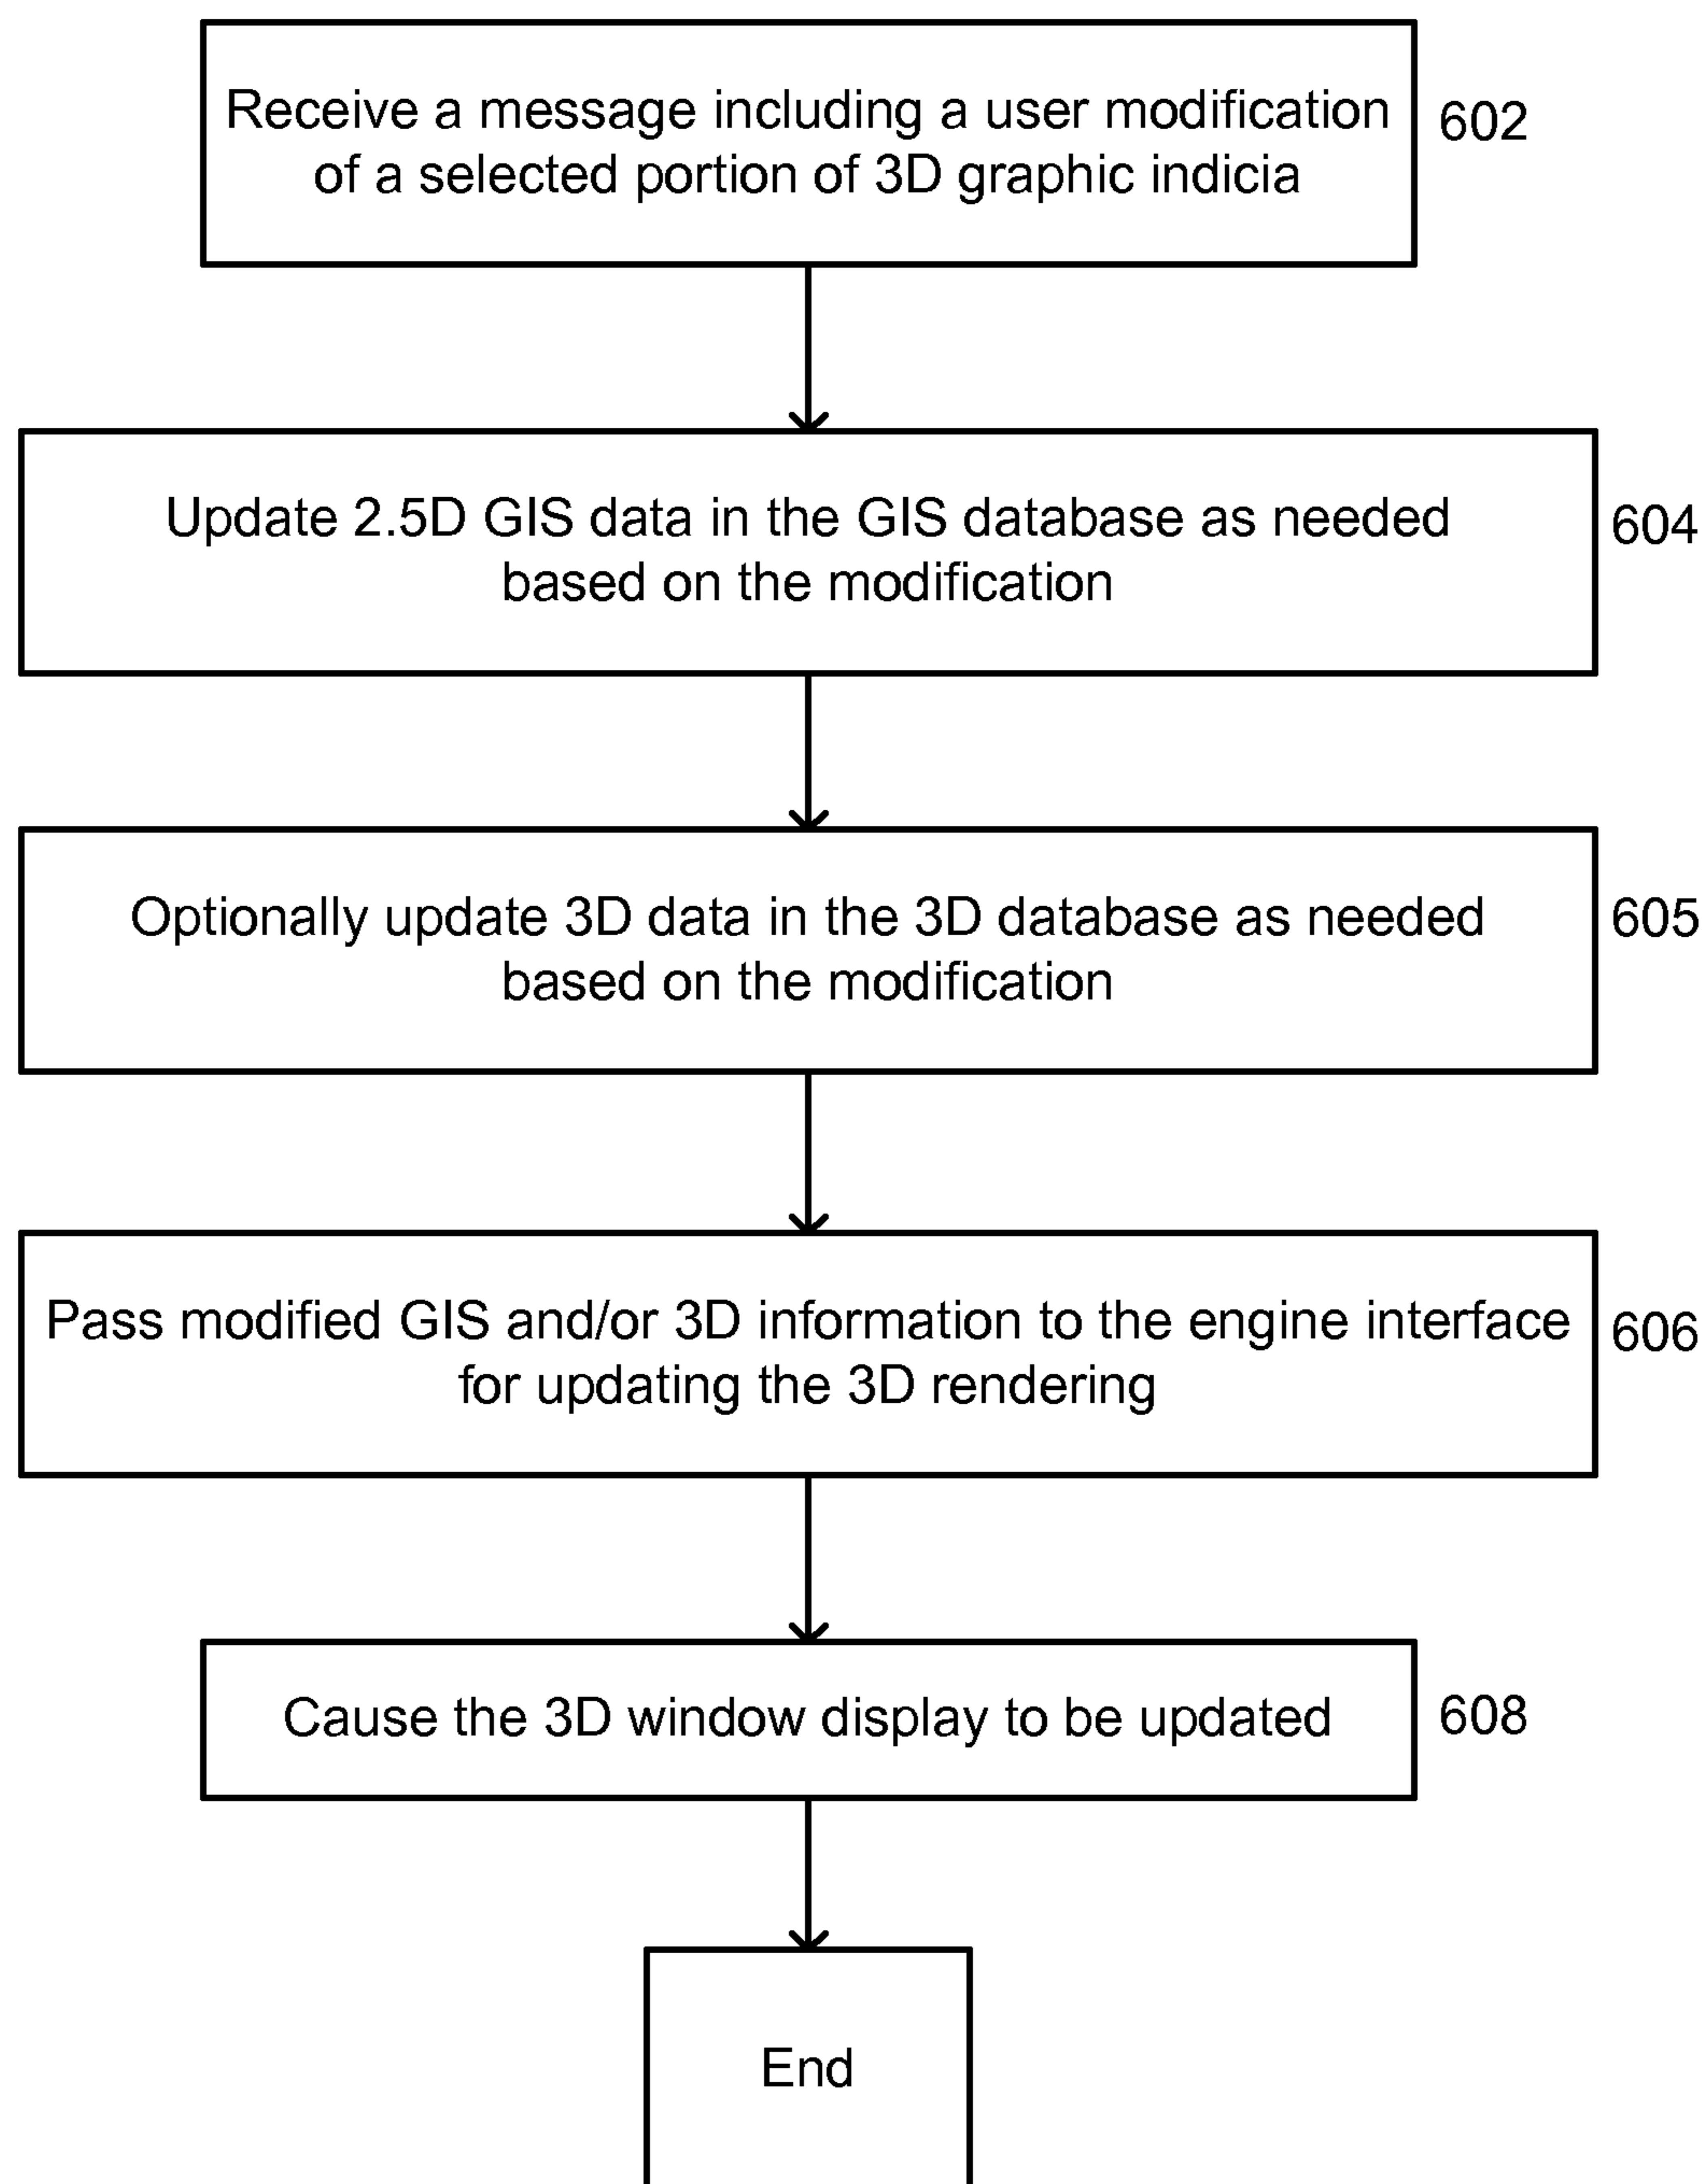 Receive a message including a user modification
of a selected portion of 3D graphic indicia
602
Update 2.5D GIS data in the GIS database as needed
based on the modification
604
Optionally update 3D data in the 3D database as needed
based on the modification
605
Pass modified GIS and/or 3D information to the engine interface
for updating the 3D rendering
606
Cause the 3D window display to be updated
608
End